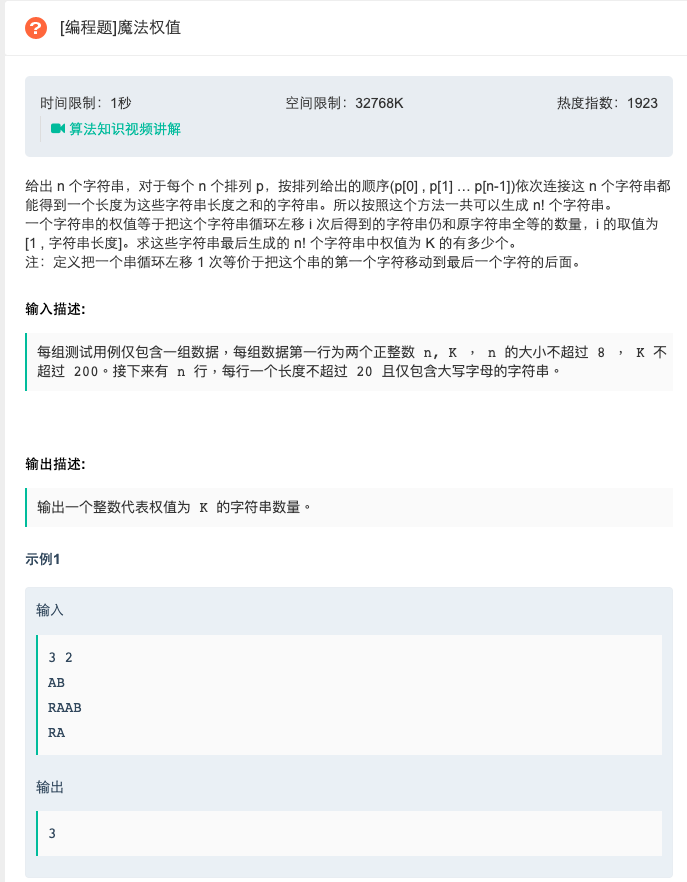 [编程题]魔法权值
时间限制：1秒 空间限制：32768K 热度指数：1923
算法知识视频讲解
给出 n 个字符串，对于每个 n 个排列 p，按排列给出的顺序(p[0] , p[1] … p[n-1])依次连接这 n 个字符串都
能得到一个长度为这些字符串长度之和的字符串。所以按照这个方法一共可以生成 n! 个字符串。
一个字符串的权值等于把这个字符串循环左移 i 次后得到的字符串仍和原字符串全等的数量，i 的取值为
[1 , 字符串长度]。求这些字符串最后生成的 n! 个字符串中权值为 K 的有多少个。
注：定义把一个串循环左移 1 次等价于把这个串的第一个字符移动到最后一个字符的后面。
输入描述:
每组测试用例仅包含一组数据，每组数据第一行为两个正整数 n, K ， n 的大小不超过 8 ， K 不
超过 200。接下来有 n 行，每行一个长度不超过 20 且仅包含大写字母的字符串。
输出描述:
输出一个整数代表权值为 K 的字符串数量。
示例1
输入
3 2
AB
RAAB
RA
输出
3